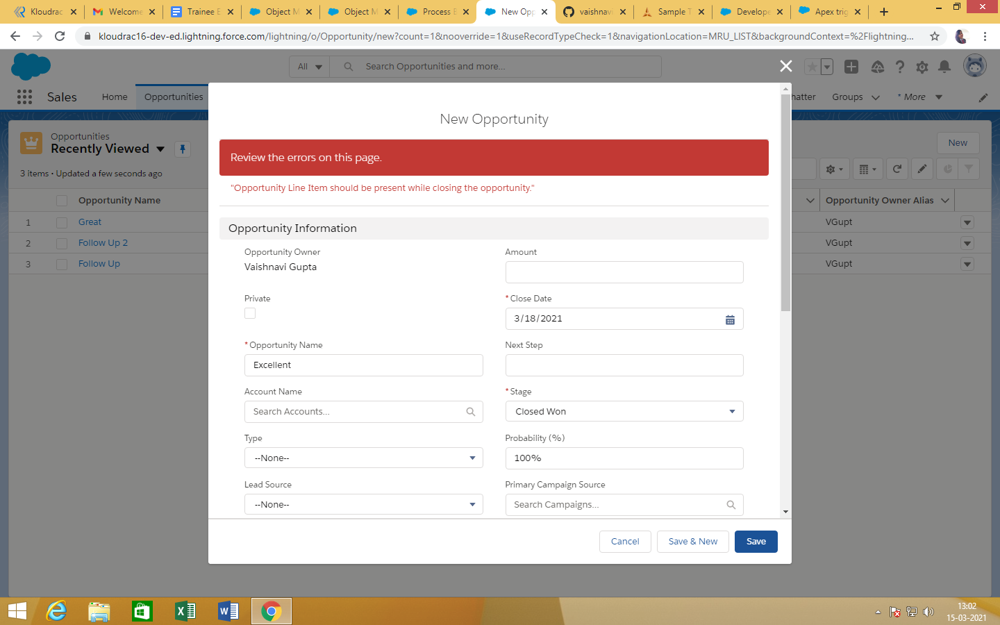 Kloudrac
Welcome
Trainee E
Object M
Object M
Process B
New Opp
vaishnavi
Sample T
Develope
Apex trig
kloudrac16-dev-ed.lightning.force.com/lightning/o/Opportunity/new?count=1&nooverride=1&useRecordTypeCheck=1&navigationLocation=MRU_LIST&backgroundContext=%2Flightning...
All
Search Opportunities and more...
Sales
Home
Opportunities
hatter
Groups
* More
Opportunities
Recently Viewed
New
3 items • Updated a few seconds ago
Opportunity Name
Opportunity Owner Alias
1 Great VGupt
2 Follow Up 2 VGupt
3 Follow Up VGupt
New Opportunity
Review the errors on this page.
"Opportunity Line Item should be present while closing the opportunity."
Opportunity Information
Opportunity Owner
Vaishnavi Gupta
Amount
Private
* Close Date
3/18/2021
* Opportunity Name
Excellent
Next Step
Account Name
Search Accounts...
* Stage
Closed Won
Type
--None--
Probability (%)
100%
Lead Source
--None--
Primary Campaign Source
Search Campaigns...
Cancel
Save & New
Save
13:02
15-03-2021